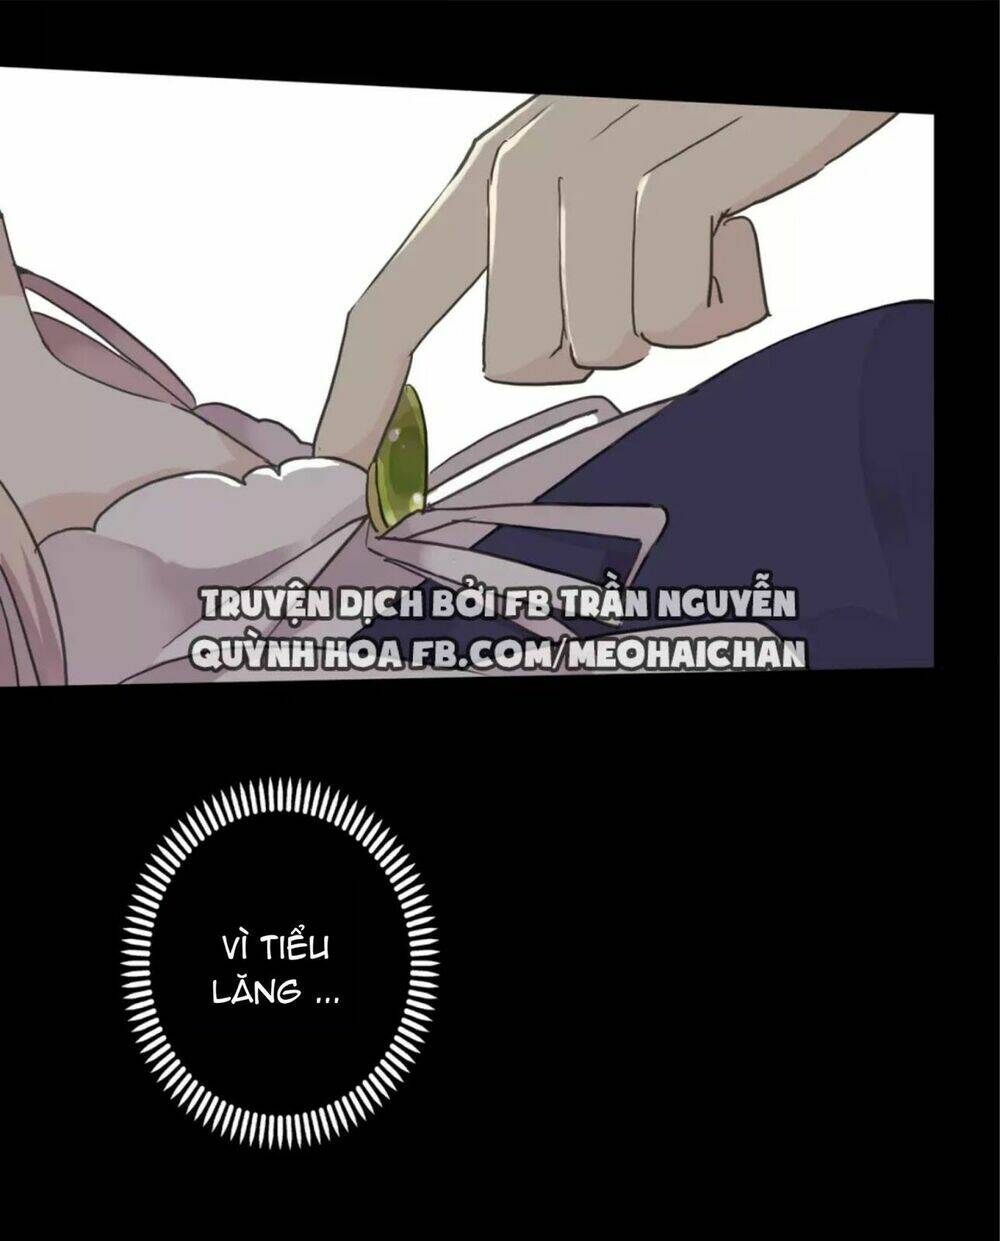 TRUYỆN DỊCH BỞI FB TRẦN NGUYỄN
QUỲNH HOA FB.COM/MEOHAICHAN
VÌ TIỂU
LĂNG ...